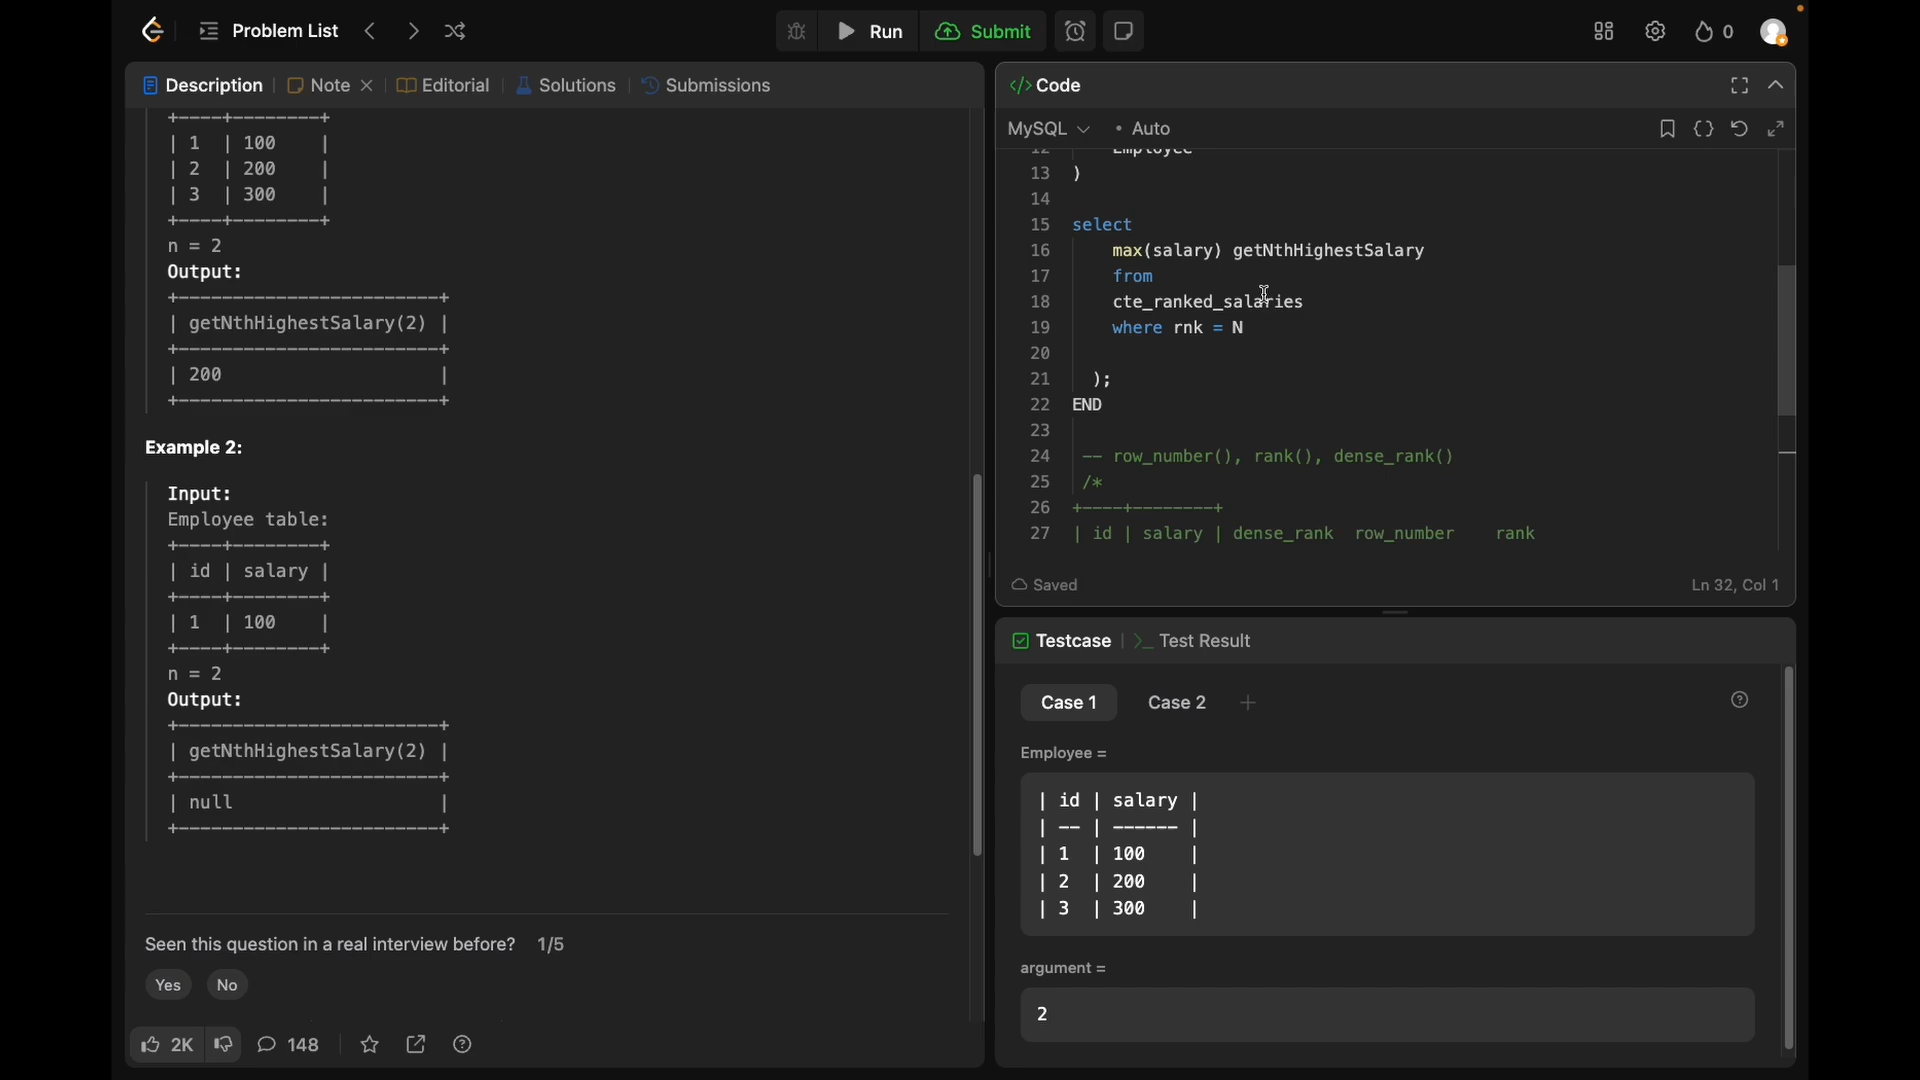 Problem List
Run
Submit
0
Description
Note
Editorial
Solutions
Submissions
+----+--------+
| 1 | 100 |
| 2 | 200 |
| 3 | 300 |
+----+--------+
n = 2
Output:
+------------------------+
| getNthHighestSalary(2) |
+------------------------+
| 200 |
+------------------------+
Example 2:
Input:
Employee table:
+----+--------+
| id | salary |
+----+--------+
| 1 | 100 |
+----+--------+
n = 2
Output:
+------------------------+
| getNthHighestSalary(2) |
+------------------------+
| null |
+------------------------+
Seen this question in a real interview before? 1/5
Yes
No
2K
148
</> Code
MySQL
• Auto
12 Employee
13 )
14
15 select
16 max(salary) getNthHighestSalary
17 from
18 cte_ranked_salaries
19 where rnk = N
20
21 );
22 END
23
24 -- row_number(), rank(), dense_rank()
25 /*
26 +----+--------+
27 | id | salary | dense_rank row_number rank
Saved
Ln 32, Col 1
Testcase
>_ Test Result
Case 1
Case 2
Employee =
| id | salary |
| -- | ------ |
| 1 | 100 |
| 2 | 200 |
| 3 | 300 |
argument =
2